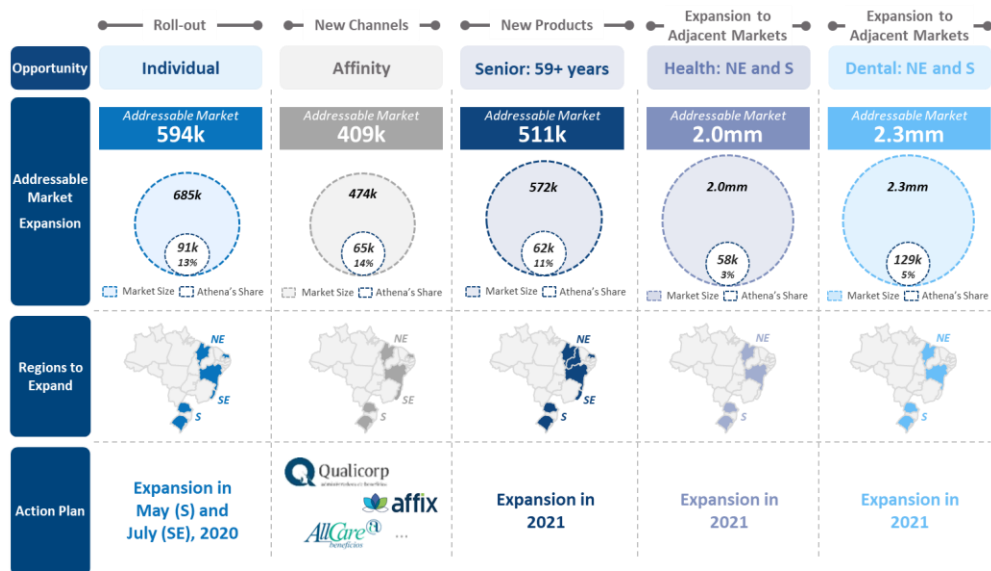 Roll-out
New Channels
New Products
Expansion to
Adjacent Markets
Expansion to
Adjacent Markets
Opportunity
Individual
Affinity
Senior: 59+ years
Health: NE and S
Dental: NE and S
Addressable
Market
Expansion
Addressable Market
594k
Addressable Market
409k
Addressable Market
511k
Addressable Market
2.0mm
Addressable Market
2.3mm
685k
91k
13%
474k
65k
14%
572k
62k
11%
2.0mm
58k
3%
2.3mm
129k
5%
Market Size Athena's Share
Market Size Athena's Share
Market Size Athena's Share
Market Size Athena's Share
Market Size Athena's Share
Regions to
Expand
NE
SE
S
NE
SE
S
NE
SE
S
NE
S
NE
S
Action Plan
Expansion in
May (S) and
July (SE), 2020
Qualicorp
affix
AllCare
benefícios
...
Expansion in
2021
Expansion in
2021
Expansion in
2021